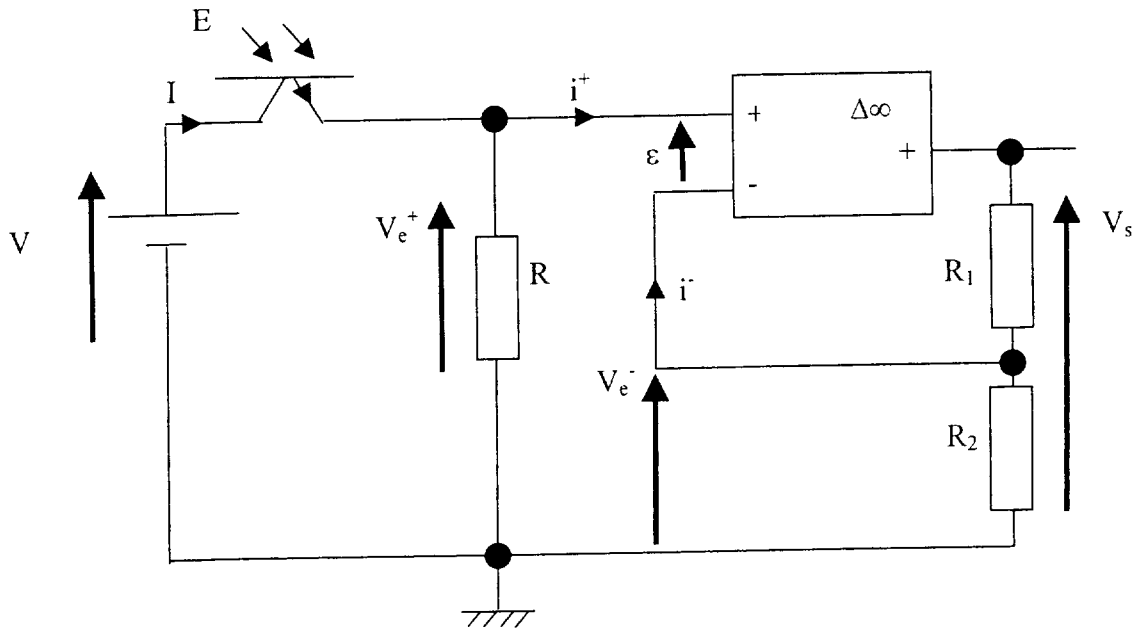 E
I
i⁺
+
Δ∞
+
ε
-
V
Vₑ⁺
R
i⁻
R₁
Vₛ
Vₑ⁻
R₂